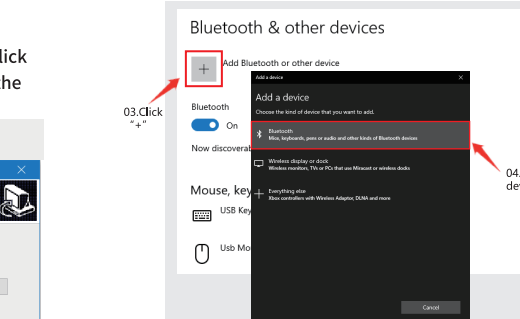 lick
the
Bluetooth & other devices
Add Bluetooth or other device
03.Click
"+"
Bluetooth
On
Now discoverab
Mouse, key
USB Key
Usb Mo
Add a device
Add a device
Choose the kind of device that you want to add.
Bluetooth
Mice, keyboards, pens or audio and other kinds of Bluetooth devices
Wireless display or dock
Wireless monitors, TVs or PCs that use Miracast or wireless docks
Everything else
Xbox controllers with Wireless Adaptor, DLNA and more
Cancel
04.
dev